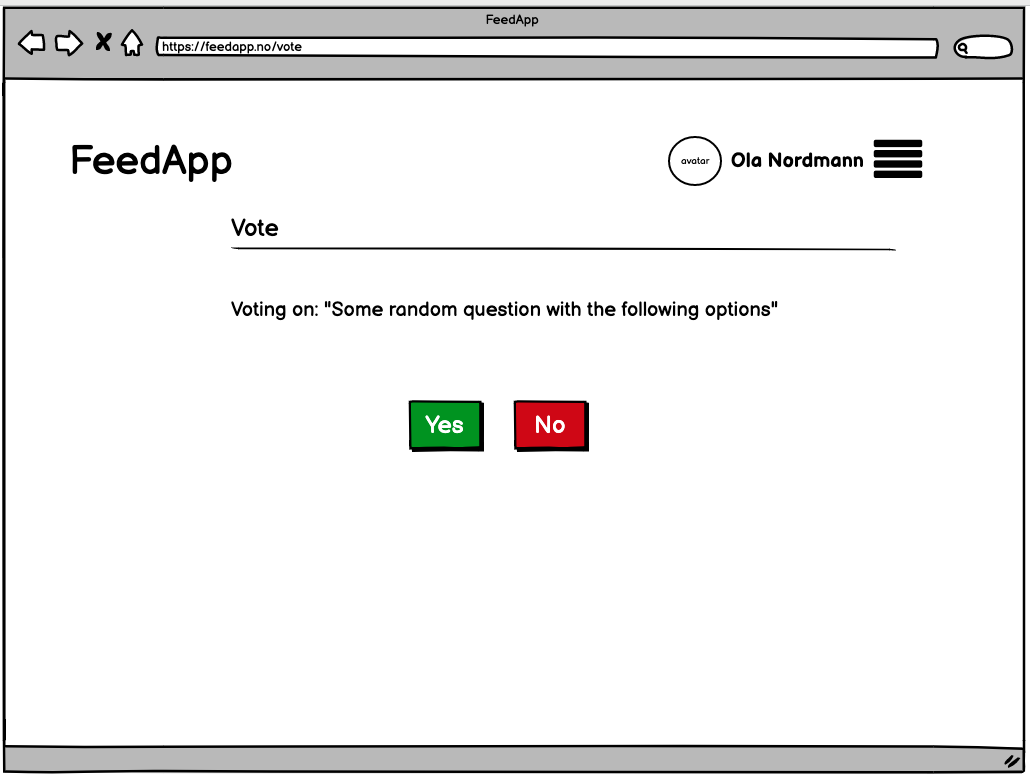 FeedApp
https://feedapp.no/vote
FeedApp
avatar
Ola Nordmann
Vote
Voting on: "Some random question with the following options"
Yes
No